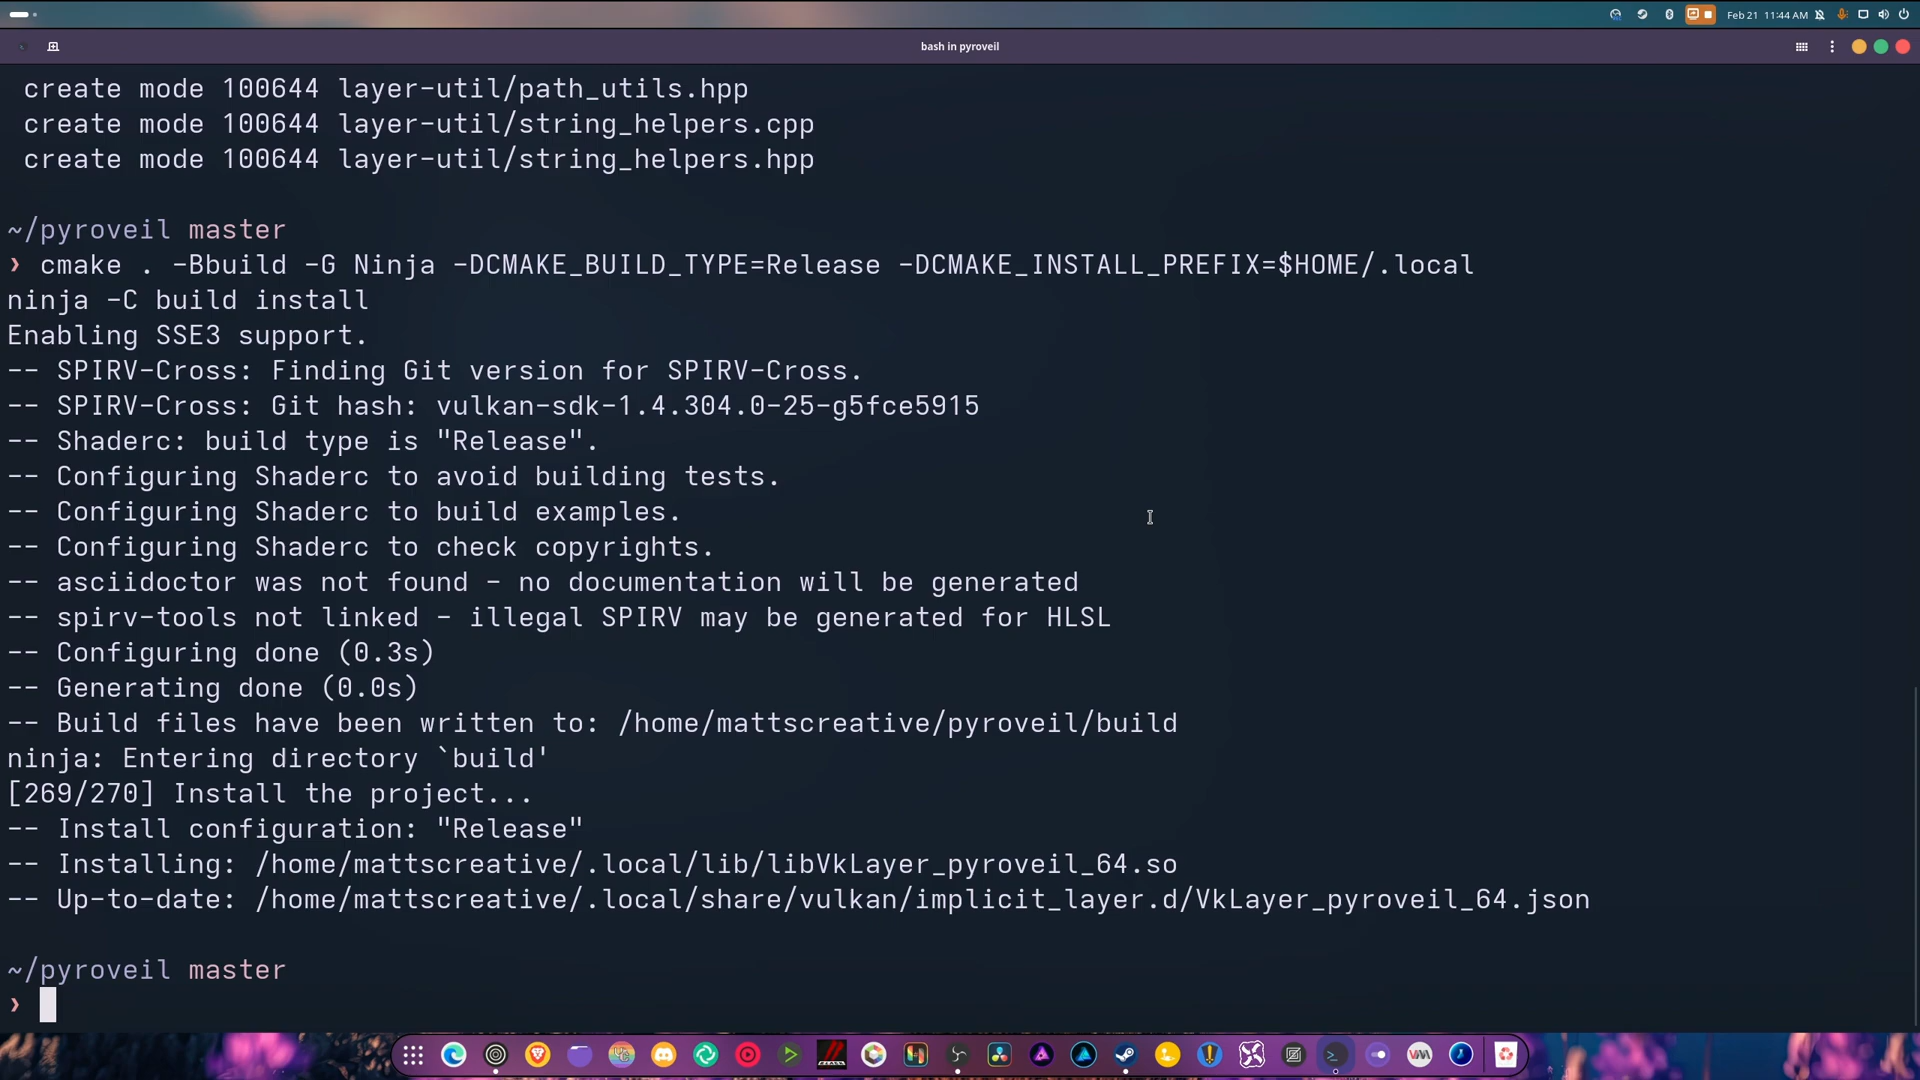 Feb 21 11:44 AM
bash in pyroveil
create mode 100644 layer-util/path_utils.hpp
create mode 100644 layer-util/string_helpers.cpp
create mode 100644 layer-util/string_helpers.hpp
~/pyroveil master
❯ cmake . -Bbuild -G Ninja -DCMAKE_BUILD_TYPE=Release -DCMAKE_INSTALL_PREFIX=$HOME/.local
ninja -C build install
Enabling SSE3 support.
-- SPIRV-Cross: Finding Git version for SPIRV-Cross.
-- SPIRV-Cross: Git hash: vulkan-sdk-1.4.304.0-25-g5fce5915
-- Shaderc: build type is "Release".
-- Configuring Shaderc to avoid building tests.
-- Configuring Shaderc to build examples.
-- Configuring Shaderc to check copyrights.
-- asciidoctor was not found - no documentation will be generated
-- spirv-tools not linked - illegal SPIRV may be generated for HLSL
-- Configuring done (0.3s)
-- Generating done (0.0s)
-- Build files have been written to: /home/mattscreative/pyroveil/build
ninja: Entering directory `build'
[269/270] Install the project...
-- Install configuration: "Release"
-- Installing: /home/mattscreative/.local/lib/libVkLayer_pyroveil_64.so
-- Up-to-date: /home/mattscreative/.local/share/vulkan/implicit_layer.d/VkLayer_pyroveil_64.json
~/pyroveil master
❯